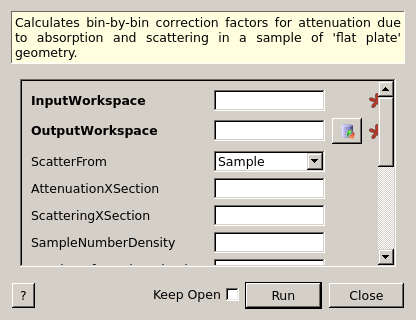 Calculates bin-by-bin correction factors for attenuation due
to absorption and scattering in a sample of 'flat plate'
geometry.
InputWorkspace
OutputWorkspace
ScatterFrom Sample
AttenuationXSection
ScatteringXSection
SampleNumberDensity
? Keep Open Run Close